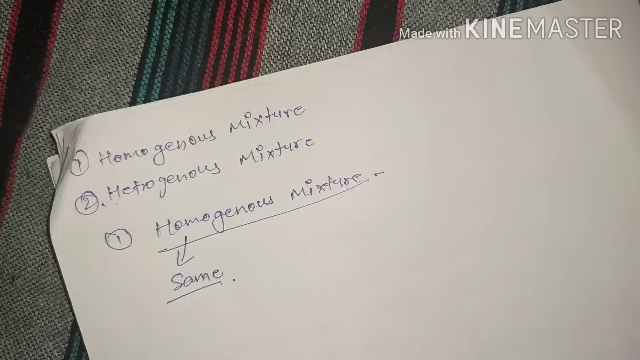 Made with KINEMASTER
① Homogenous Mixture
②. Hetrogenous Mixture
① Homogenous Mixture -
Same.